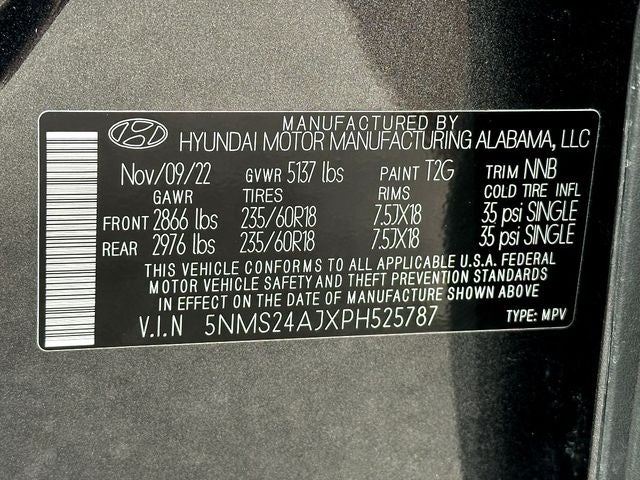 MANUFACTURED BY
HYUNDAI MOTOR MANUFACTURING ALABAMA, LLC
Nov/09/22 GVWR 5137 lbs PAINT T2G TRIM NNB
GAWR TIRES RIMS COLD TIRE INFL
FRONT 2866 lbs 235/60R18 7.5JX18 35 psi SINGLE
REAR 2976 lbs 235/60R18 7.5JX18 35 psi SINGLE
THIS VEHICLE CONFORMS TO ALL APPLICABLE U.S.A. FEDERAL
MOTOR VEHICLE SAFETY AND THEFT PREVENTION STANDARDS
IN EFFECT ON THE DATE OF MANUFACTURE SHOWN ABOVE
V.I.N 5NMS24AJXPH525787 TYPE: MPV